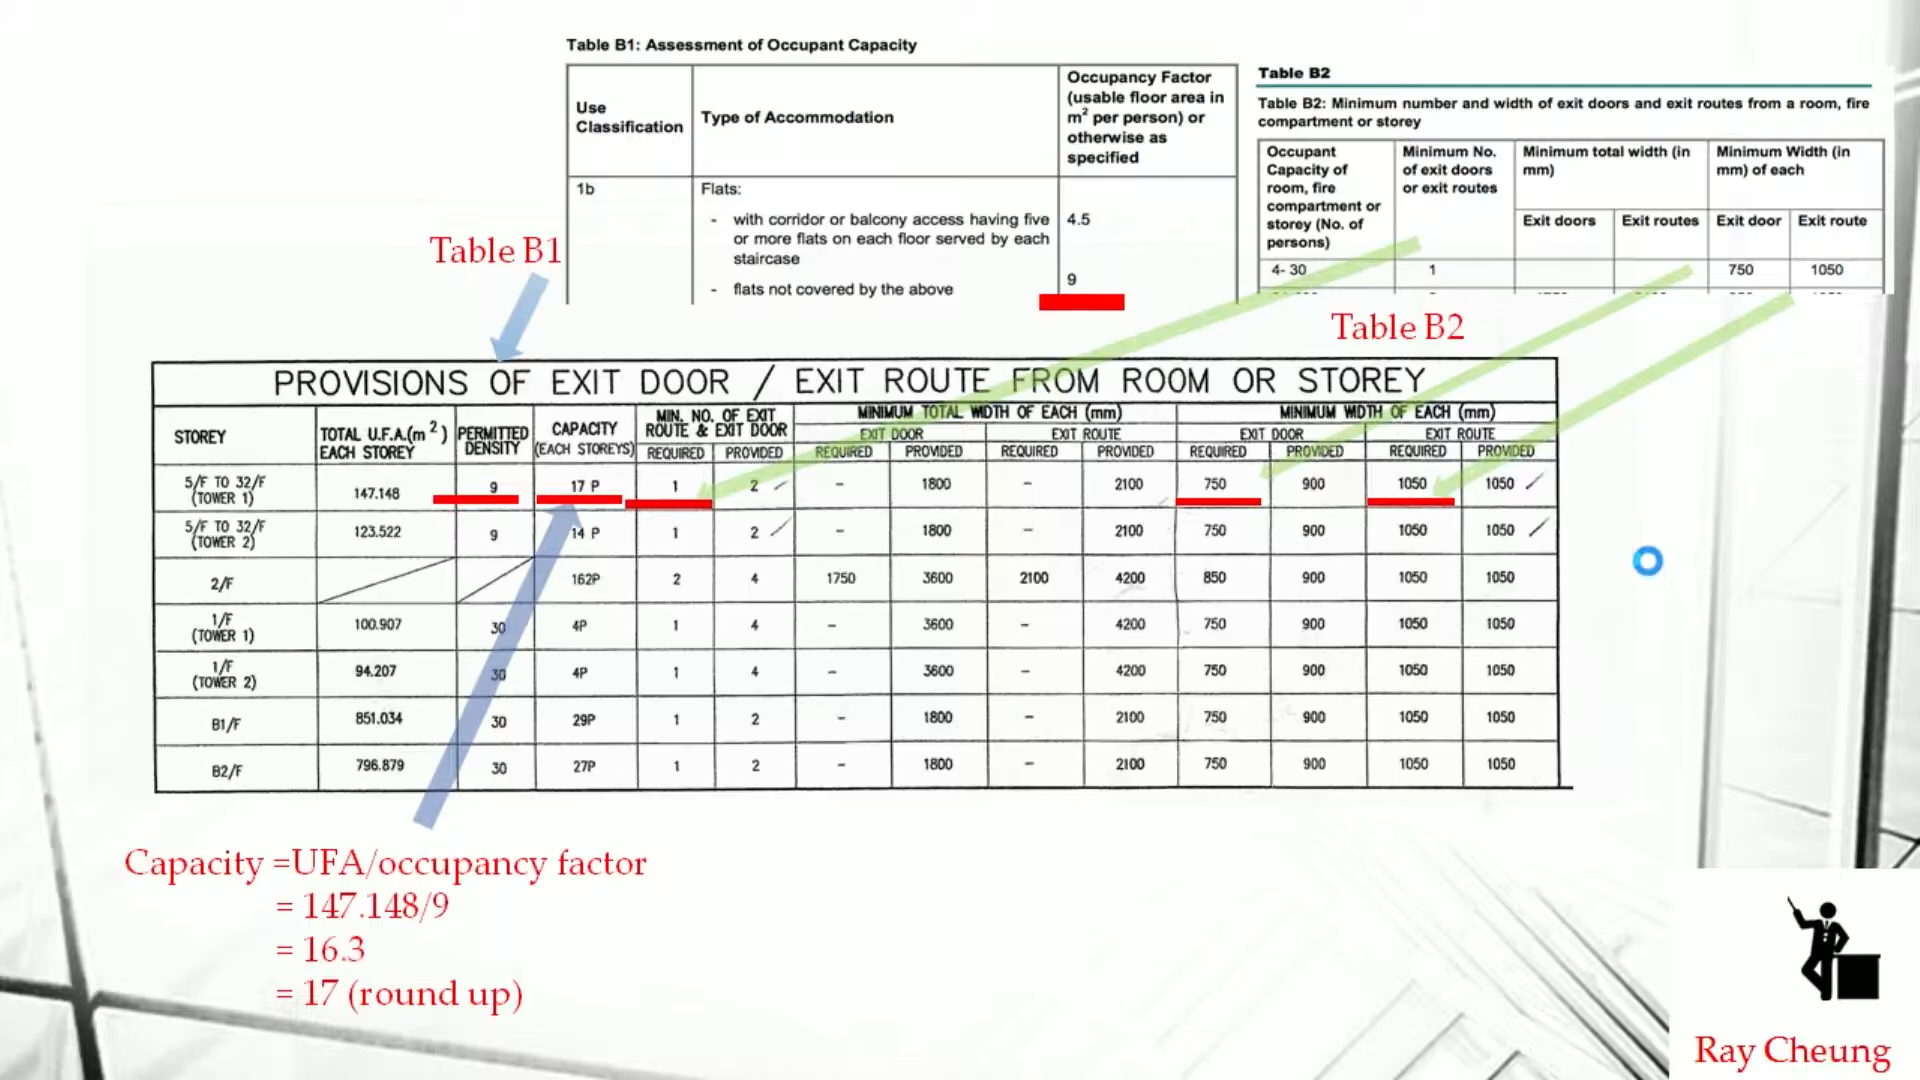 Table B1: Assessment of Occupant Capacity
Use Classification
Type of Accommodation
Occupancy Factor
(usable floor area in
m² per person) or
otherwise as
specified
1b
Flats:
- with corridor or balcony access having five
or more flats on each floor served by each
staircase
4.5
- flats not covered by the above
9
Table B2
Table B2: Minimum number and width of exit doors and exit routes from a room, fire
compartment or storey
Occupant
Capacity of
room, fire
compartment or
storey (No. of
persons)
Minimum No.
of exit doors
or exit routes
Minimum total width (in
mm)
Minimum Width (in
mm) of each
Exit doors Exit routes Exit door Exit route
4- 30 1 750 1050
Table B1
Table B2
PROVISIONS OF EXIT DOOR / EXIT ROUTE FROM ROOM OR STOREY
STOREY
TOTAL U.F.A.(m²)
EACH STOREY
PERMITTED
DENSITY
CAPACITY
(EACH STOREYS)
MIN. NO. OF EXIT
ROUTE & EXIT DOOR
MINIMUM TOTAL WIDTH OF EACH (mm)
MINIMUM WIDTH OF EACH (mm)
EXIT DOOR EXIT ROUTE EXIT DOOR EXIT ROUTE
REQUIRED PROVIDED REQUIRED PROVIDED REQUIRED PROVIDED REQUIRED PROVIDED REQUIRED PROVIDED
5/F TO 32/F
(TOWER 1)
147.148 9 17 P 1 2 - 1800 - 2100 750 900 1050 1050
5/F TO 32/F
(TOWER 2)
123.522 9 14 P 1 2 - 1800 - 2100 750 900 1050 1050
2/F 162P 2 4 1750 3600 2100 4200 850 900 1050 1050
1/F
(TOWER 1)
100.907 30 4P 1 4 - 3600 - 4200 750 900 1050 1050
1/F
(TOWER 2)
94.207 30 4P 1 4 - 3600 - 4200 750 900 1050 1050
B1/F 851.034 30 29P 1 2 - 1800 - 2100 750 900 1050 1050
B2/F 796.879 30 27P 1 2 - 1800 - 2100 750 900 1050 1050
Capacity =UFA/occupancy factor
= 147.148/9
= 16.3
= 17 (round up)
Ray Cheung